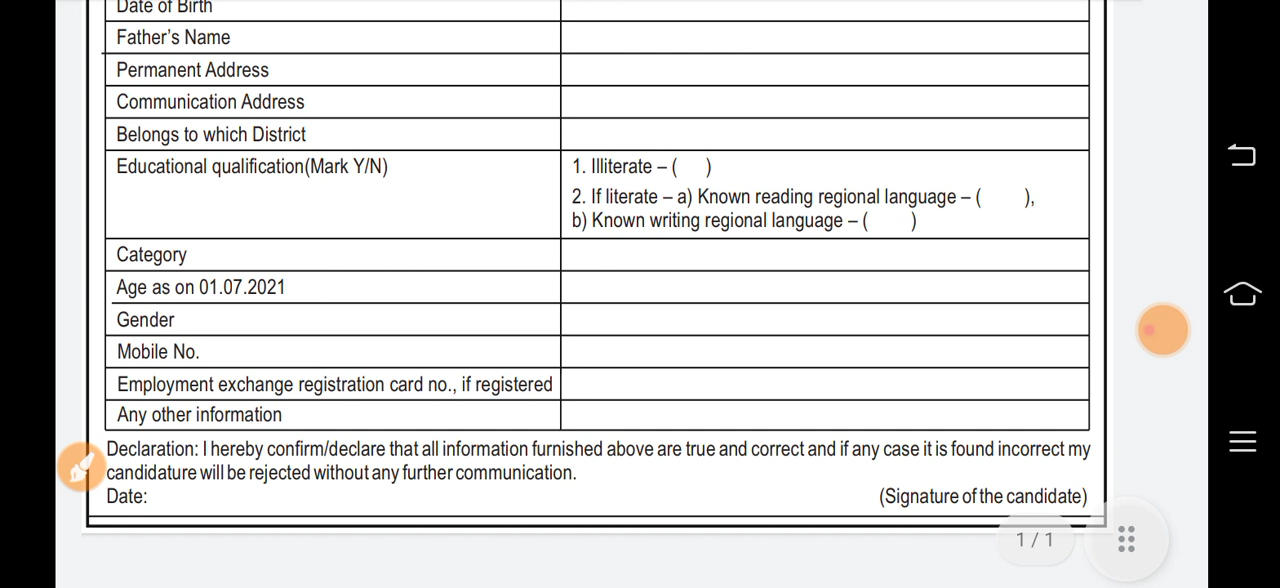 Date of Birth
Father's Name
Permanent Address
Communication Address
Belongs to which District
Educational qualification(Mark Y/N)
1. Illiterate – ( )
2. If literate – a) Known reading regional language – ( ),
b) Known writing regional language – ( )
Category
Age as on 01.07.2021
Gender
Mobile No.
Employment exchange registration card no., if registered
Any other information
Declaration: I hereby confirm/declare that all information furnished above are true and correct and if any case it is found incorrect my
candidature will be rejected without any further communication.
Date: (Signature of the candidate)
1 / 1